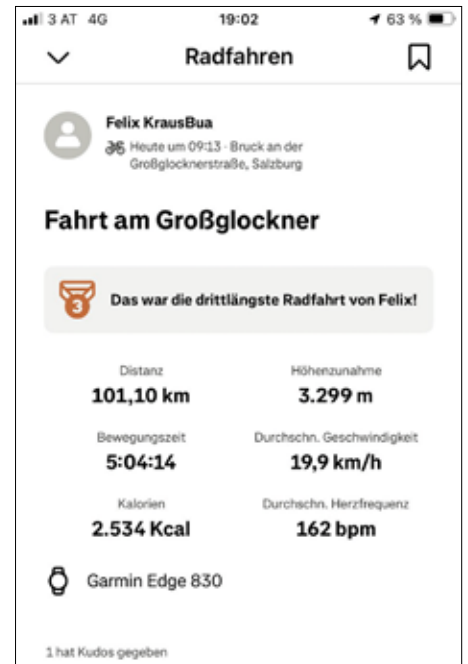 3 AT 4G 19:02 63 %
Radfahren
Felix KrausBua
Heute um 09:13 · Bruck an der
Großglocknerstraße, Salzburg
Fahrt am Großglockner
3 Das war die drittlängste Radfahrt von Felix!
Distanz Höhenzunahme
101,10 km 3.299 m
Bewegungszeit Durchschn. Geschwindigkeit
5:04:14 19,9 km/h
Kalorien Durchschn. Herzfrequenz
2.534 Kcal 162 bpm
Garmin Edge 830
1 hat Kudos gegeben